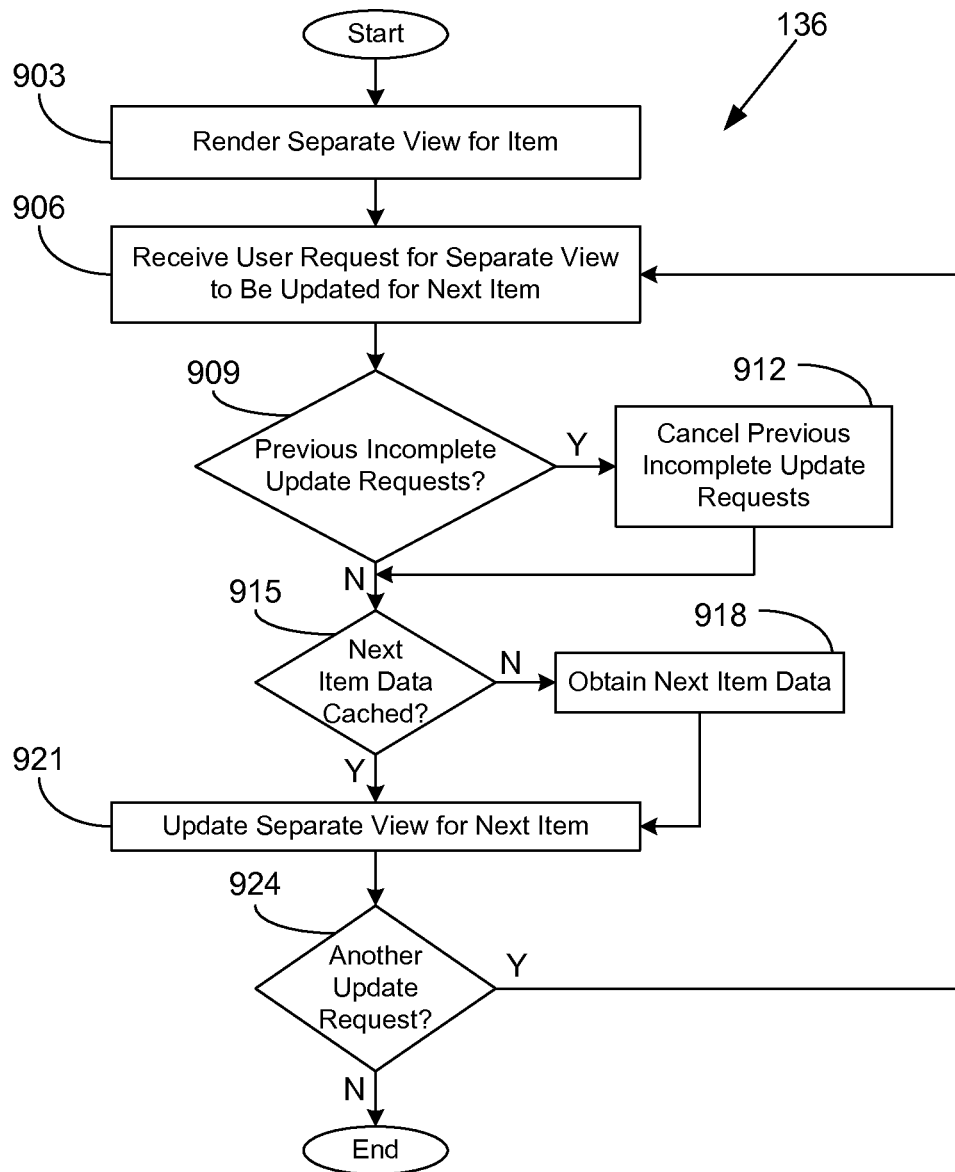 Start
136
903
Render Separate View for Item
906
Receive User Request for Separate View
to Be Updated for Next Item
909
912
Previous Incomplete
Update Requests?
Y
Cancel Previous
Incomplete Update
Requests
N
915
918
Next
Item Data
Cached?
N
Obtain Next Item Data
Y
921
Update Separate View for Next Item
924
Another
Update
Request?
Y
N
End